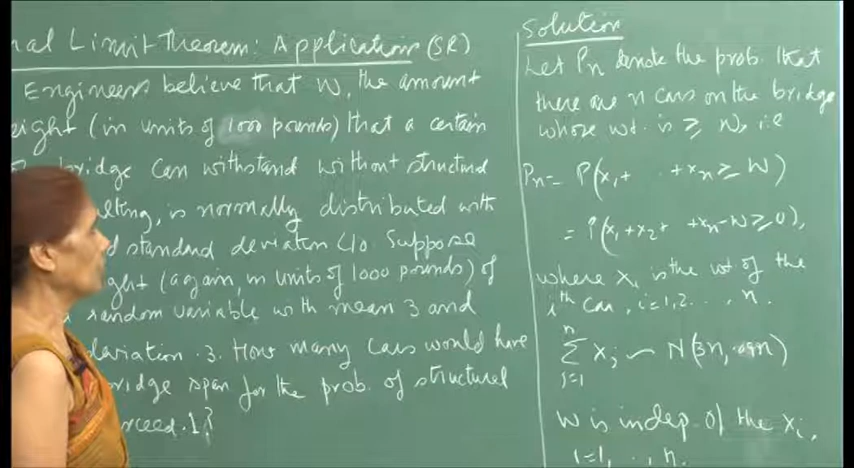 nal Limit Theorem: Application (SR)
Engineers believe that W, the amount
eight (in units of 1000 pounds) that a certain
bridge can withstand without structural
ulting, is normally distributed with
d standard deviation 40. Suppose
ght (again, in units of 1000 pounds) of
random variable with mean 3 and
deviation .3. How many cars would have
bridge span for the prob. of structural
xceed .1?
Solution
Let Pn denote the prob. that
there are n cars on the bridge
whose wt. is ≥ W, i.e
Pn = P(x₁+ · · +xn ≥ W)
= P(x₁+x₂+ +xn-W ≥ 0),
where xᵢ is the wt of the
iᵗʰ car, i=1,2. . . , n.
n
Σ xⱼ ~ N(3n, .09n)
j=1
W is indep. of the xᵢ,
i=1, . . , n.